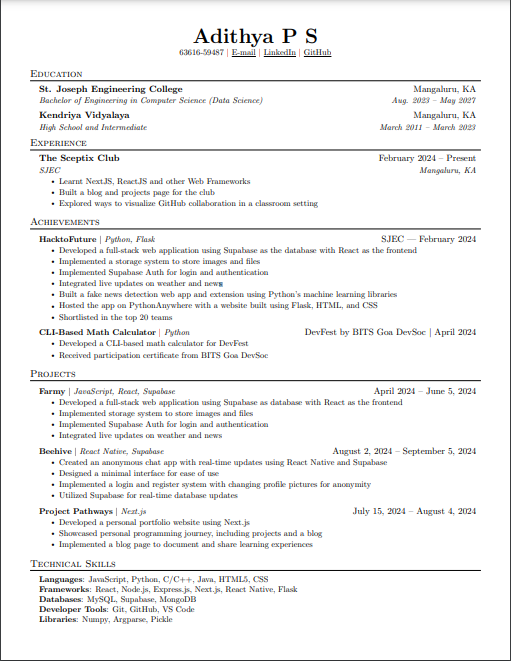 Adithya P S
63616-59487 | E-mail | LinkedIn | GitHub
Education
St. Joseph Engineering College Mangaluru, KA
Bachelor of Engineering in Computer Science (Data Science) Aug. 2023 – May 2027
Kendriya Vidyalaya Mangaluru, KA
High School and Intermediate March 2011 – March 2023
Experience
The Sceptix Club February 2024 – Present
SJEC Mangaluru, KA
• Learnt NextJS, ReactJS and other Web Frameworks
• Built a blog and projects page for the club
• Explored ways to visualize GitHub collaboration in a classroom setting
Achievements
HacktoFuture | Python, Flask SJEC — February 2024
• Developed a full-stack web application using Supabase as the database with React as the frontend
• Implemented a storage system to store images and files
• Implemented Supabase Auth for login and authentication
• Integrated live updates on weather and news
• Built a fake news detection web app and extension using Python's machine learning libraries
• Hosted the app on PythonAnywhere with a website built using Flask, HTML, and CSS
• Shortlisted in the top 20 teams
CLI-Based Math Calculator | Python DevFest by BITS Goa DevSoc | April 2024
• Developed a CLI-based math calculator for DevFest
• Received participation certificate from BITS Goa DevSoc
Projects
Farmy | JavaScript, React, Supabase April 2024 – June 5, 2024
• Developed a full-stack web application using Supabase as database with React as the frontend
• Implemented storage system to store images and files
• Implemented Supabase Auth for login and authentication
• Integrated live updates on weather and news
Beehive | React Native, Supabase August 2, 2024 – September 5, 2024
• Created an anonymous chat app with real-time updates using React Native and Supabase
• Designed a minimal interface for ease of use
• Implemented a login and register system with changing profile pictures for anonymity
• Utilized Supabase for real-time database updates
Project Pathways | Next.js July 15, 2024 – August 4, 2024
• Developed a personal portfolio website using Next.js
• Showcased personal programming journey, including projects and a blog
• Implemented a blog page to document and share learning experiences
Technical Skills
Languages: JavaScript, Python, C/C++, Java, HTML5, CSS
Frameworks: React, Node.js, Express.js, Next.js, React Native, Flask
Databases: MySQL, Supabase, MongoDB
Developer Tools: Git, GitHub, VS Code
Libraries: Numpy, Argparse, Pickle